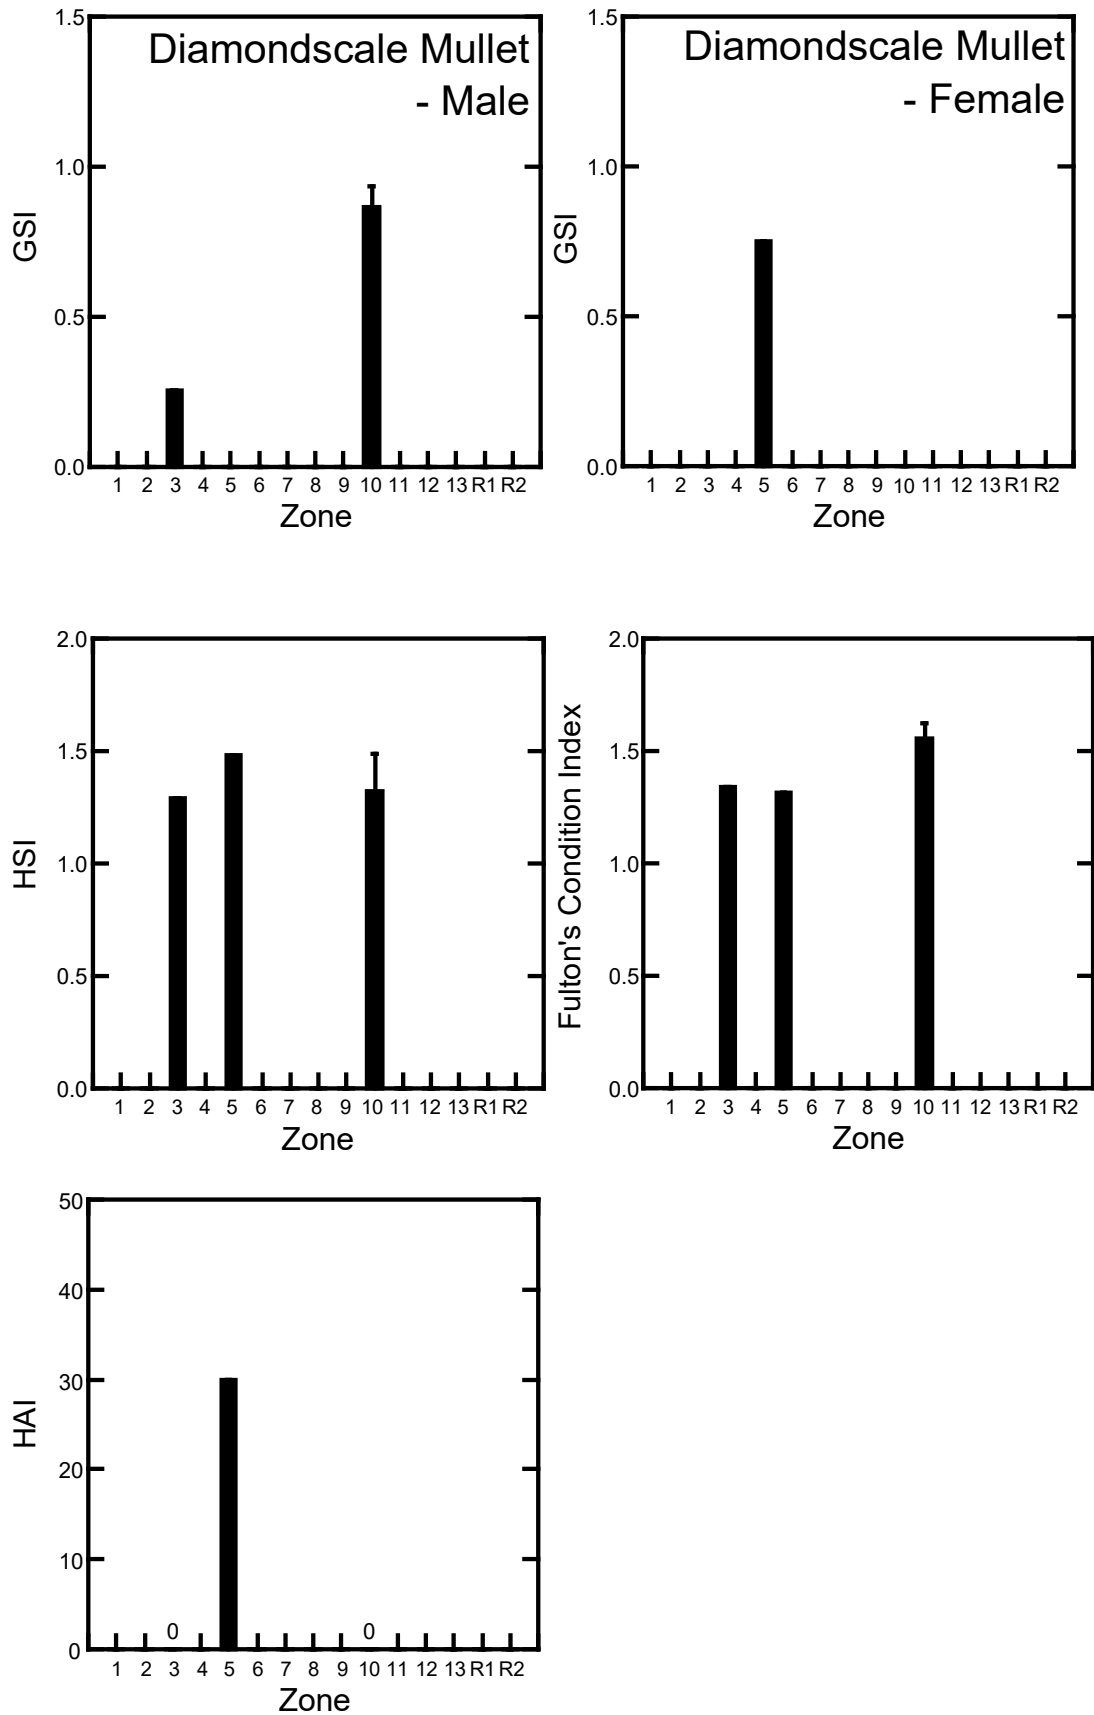 1.5
1.0
0.5
0.0
GSI
Diamondscale Mullet
- Male
1 2 3 4 5 6 7 8 9 10 11 12 13 R1 R2
Zone
1.5
1.0
0.5
0.0
GSI
Diamondscale Mullet
- Female
1 2 3 4 5 6 7 8 9 10 11 12 13 R1 R2
Zone
2.0
1.5
1.0
0.5
0.0
HSI
1 2 3 4 5 6 7 8 9 10 11 12 13 R1 R2
Zone
2.0
1.5
1.0
0.5
0.0
Fulton's Condition Index
1 2 3 4 5 6 7 8 9 10 11 12 13 R1 R2
Zone
50
40
30
20
10
0
HAI
0 0
1 2 3 4 5 6 7 8 9 10 11 12 13 R1 R2
Zone